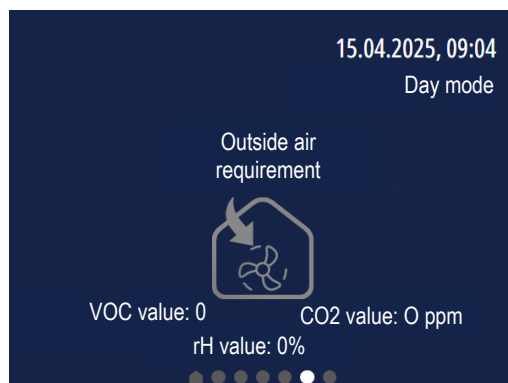 15.04.2025, 09:04
Day mode
Outside air
requirement
VOC value: 0
CO2 value: O ppm
rH value: 0%